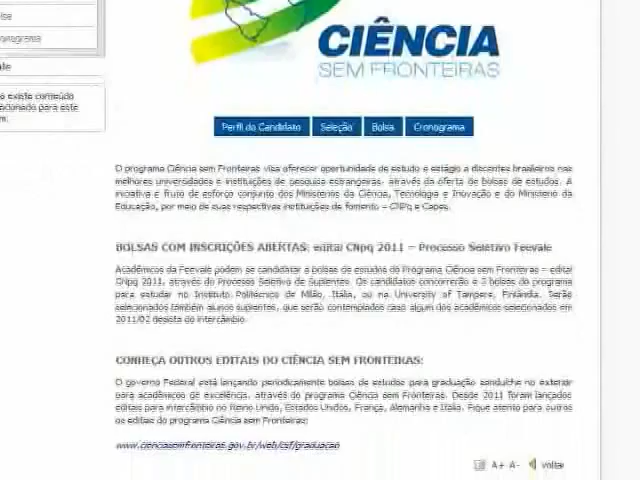 CIÊNCIA
SEM FRONTEIRAS
onograma
o existe conteúdo
lacionado para este
Perfil do Candidato Seleção Bolsa Cronograma
O programa Ciência sem Fronteiras visa oferecer oportunidade de estudo e estágio a discentes brasileiros nas
melhores universidades e instituições de pesquisa estrangeiras, através da oferta de bolsas de estudos. A
iniciativa é fruto de esforço conjunto dos Ministérios da Ciência, Tecnologia e Inovação e do Ministério da
Educação, por meio de suas respectivas instituições de fomento – CNPq e Capes.
BOLSAS COM INSCRIÇÕES ABERTAS: edital CNpq 2011 – Processo Seletivo Feevale
Acadêmicos da Feevale podem se candidatar a bolsas de estudos do Programa Ciência sem Fronteiras – edital
CNpq 2011, através do Processo Seletivo de Suplentes. Os candidatos concorrerão a 3 bolsas do programa
para estudar no Instituto Politécnico de Milão, Itália, ou na University of Tampere, Finlândia. Serão
selecionados também alunos suplentes, que serão contemplados caso algum dos acadêmicos selecionados em
2011/02 desista do intercâmbio.
CONHEÇA OUTROS EDITAIS DO CIÊNCIA SEM FRONTEIRAS:
O governo Federal está lançando periodicamente bolsas de estudos para graduação sanduíche no exterior
para acadêmicos de excelência, através do programa Ciência sem Fronteiras. Desde 2011 foram lançados
editais para intercâmbio no Reino Unido, Estados Unidos, França, Alemanha e Itália. Fique atento para outros
os editais do programa Ciência sem Fronteiras:
www.cienciasemfronteiras.gov.br/web/csf/graduacao
A+ A- voltar